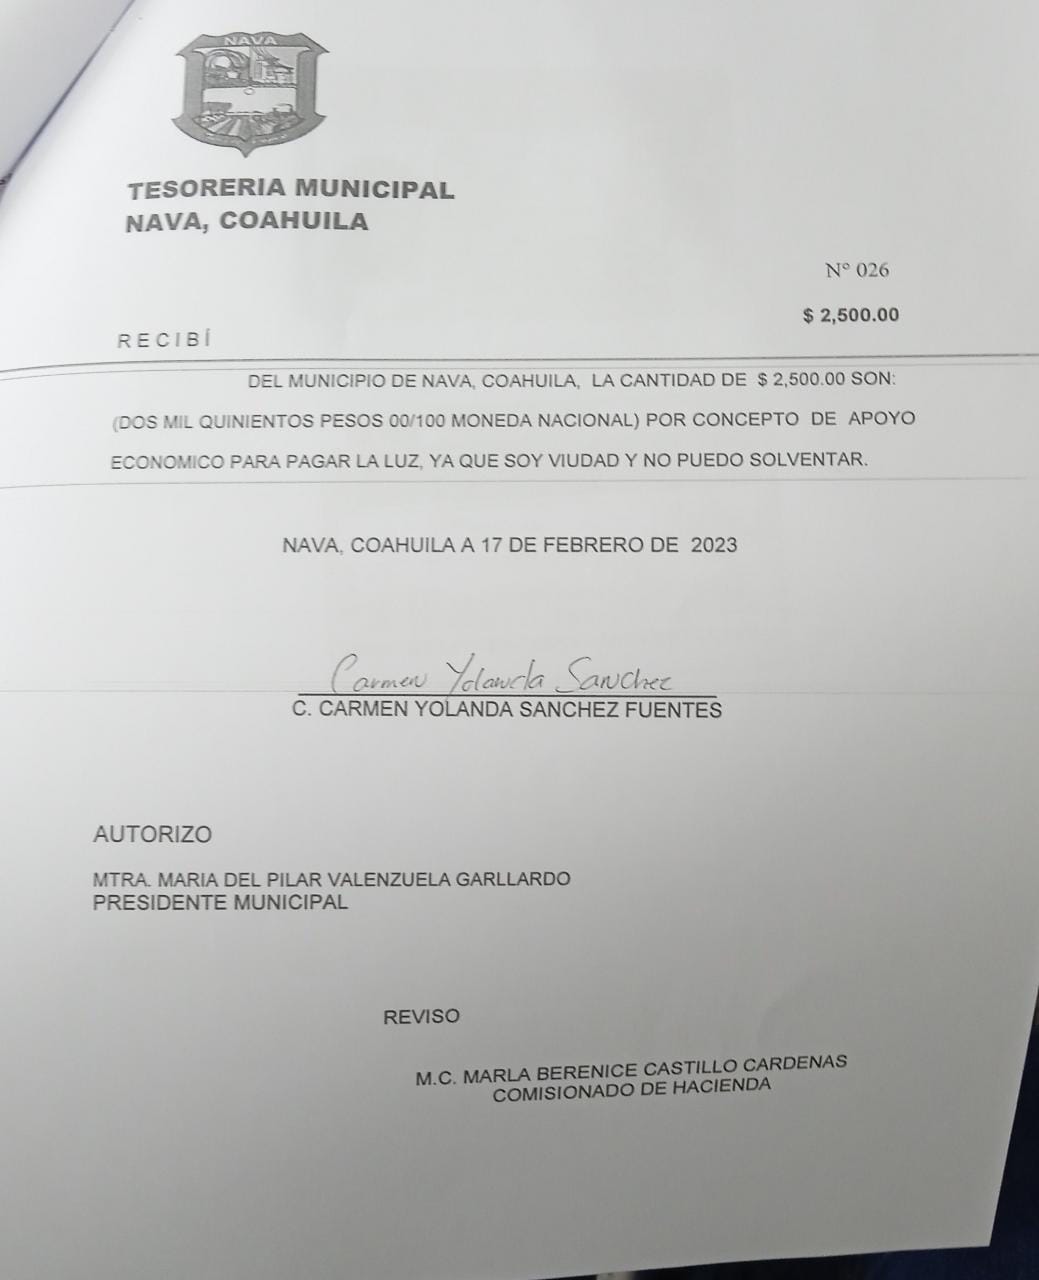 NAVA
TESORERIA MUNICIPAL
NAVA, COAHUILA
N° 026
$ 2,500.00
RECIBÍ
DEL MUNICIPIO DE NAVA, COAHUILA, LA CANTIDAD DE $ 2,500.00 SON:
(DOS MIL QUINIENTOS PESOS 00/100 MONEDA NACIONAL) POR CONCEPTO DE APOYO
ECONOMICO PARA PAGAR LA LUZ, YA QUE SOY VIUDAD Y NO PUEDO SOLVENTAR.
NAVA, COAHUILA A 17 DE FEBRERO DE 2023
Carmen Yolanda Sanchez
C. CARMEN YOLANDA SANCHEZ FUENTES
AUTORIZO
MTRA. MARIA DEL PILAR VALENZUELA GARLLARDO
PRESIDENTE MUNICIPAL
REVISO
M.C. MARLA BERENICE CASTILLO CARDENAS
COMISIONADO DE HACIENDA